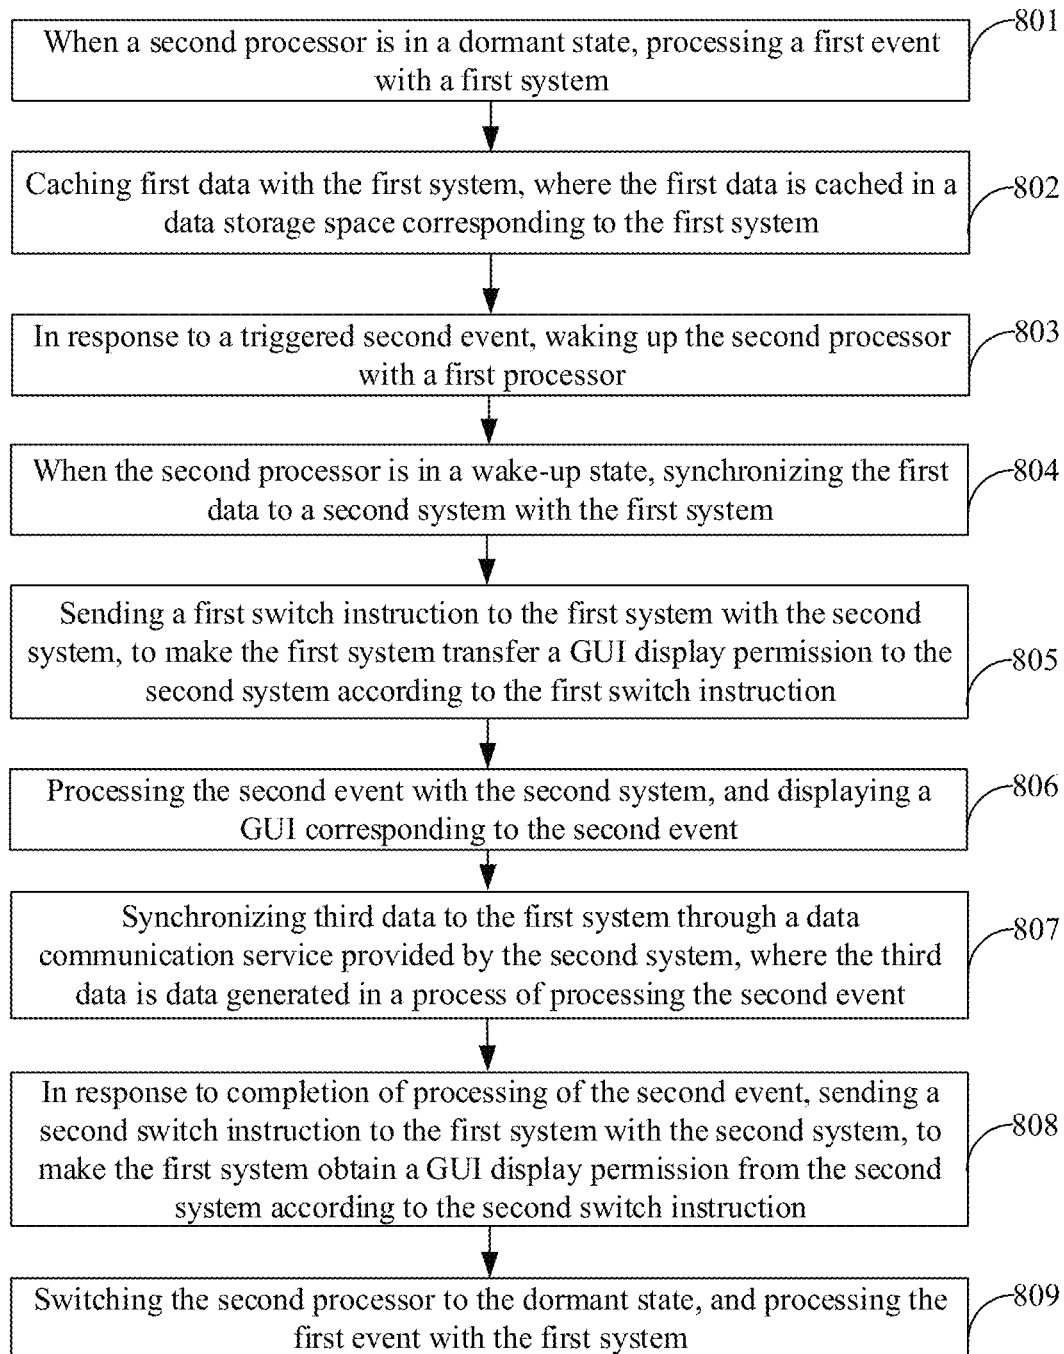 When a second processor is in a dormant state, processing a first event
with a first system
801
Caching first data with the first system, where the first data is cached in a
data storage space corresponding to the first system
802
In response to a triggered second event, waking up the second processor
with a first processor
803
When the second processor is in a wake-up state, synchronizing the first
data to a second system with the first system
804
Sending a first switch instruction to the first system with the second
system, to make the first system transfer a GUI display permission to the
second system according to the first switch instruction
805
Processing the second event with the second system, and displaying a
GUI corresponding to the second event
806
Synchronizing third data to the first system through a data
communication service provided by the second system, where the third
data is data generated in a process of processing the second event
807
In response to completion of processing of the second event, sending a
second switch instruction to the first system with the second system, to
make the first system obtain a GUI display permission from the second
system according to the second switch instruction
808
Switching the second processor to the dormant state, and processing the
first event with the first system
809